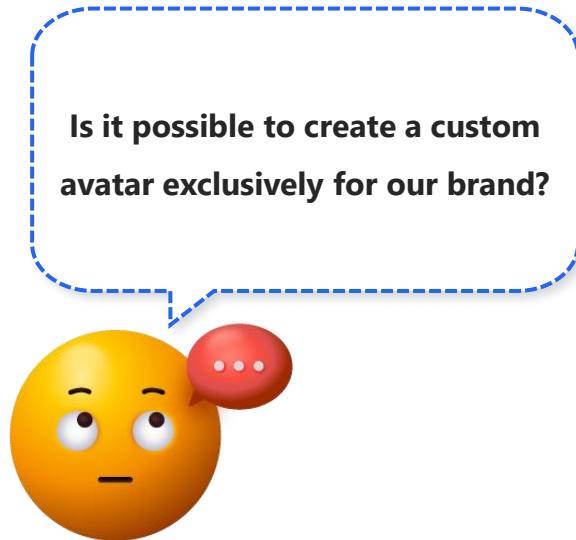 Is it possible to create a custom
avatar exclusively for our brand?